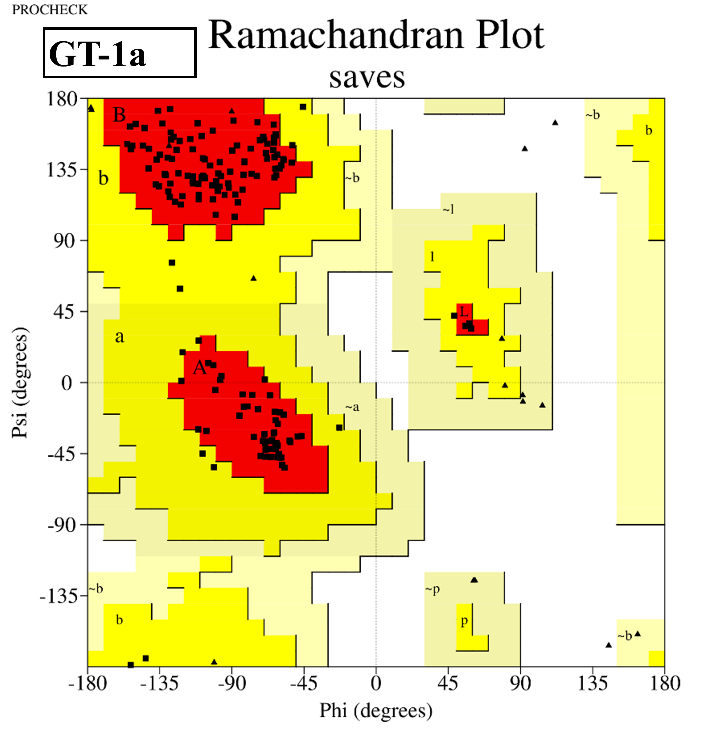 PROCHECK
Ramachandran Plot
GT-1a
saves
180
B
~b
b
135
b
~b
~l
90
l
45
L
a
A
0
~a
-45
-90
-135
~b
~p
b
p
~b
-180
-135
-90
-45
0
45
90
135
180
Psi (degrees)
Phi (degrees)